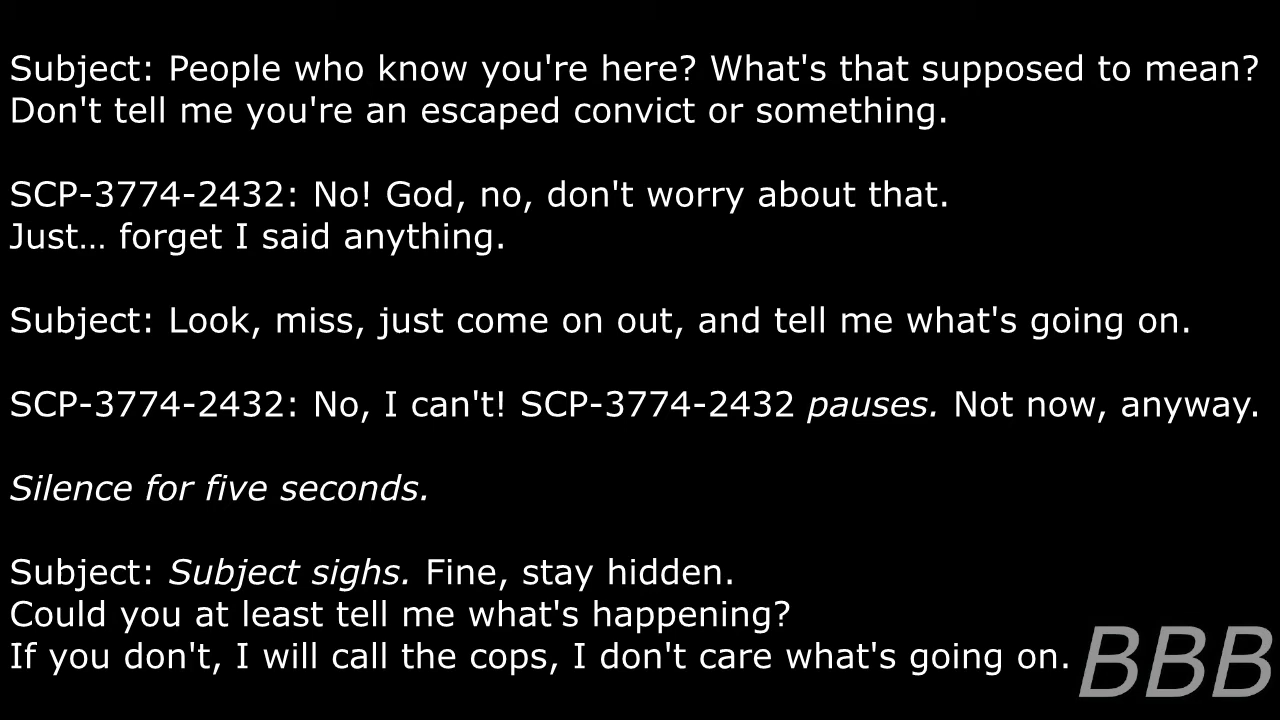 Subject: People who know you're here? What's that supposed to mean?
Don't tell me you're an escaped convict or something.
SCP-3774-2432: No! God, no, don't worry about that.
Just… forget I said anything.
Subject: Look, miss, just come on out, and tell me what's going on.
SCP-3774-2432: No, I can't! SCP-3774-2432 pauses. Not now, anyway.
Silence for five seconds.
Subject: Subject sighs. Fine, stay hidden.
Could you at least tell me what's happening?
If you don't, I will call the cops, I don't care what's going on.
BBB